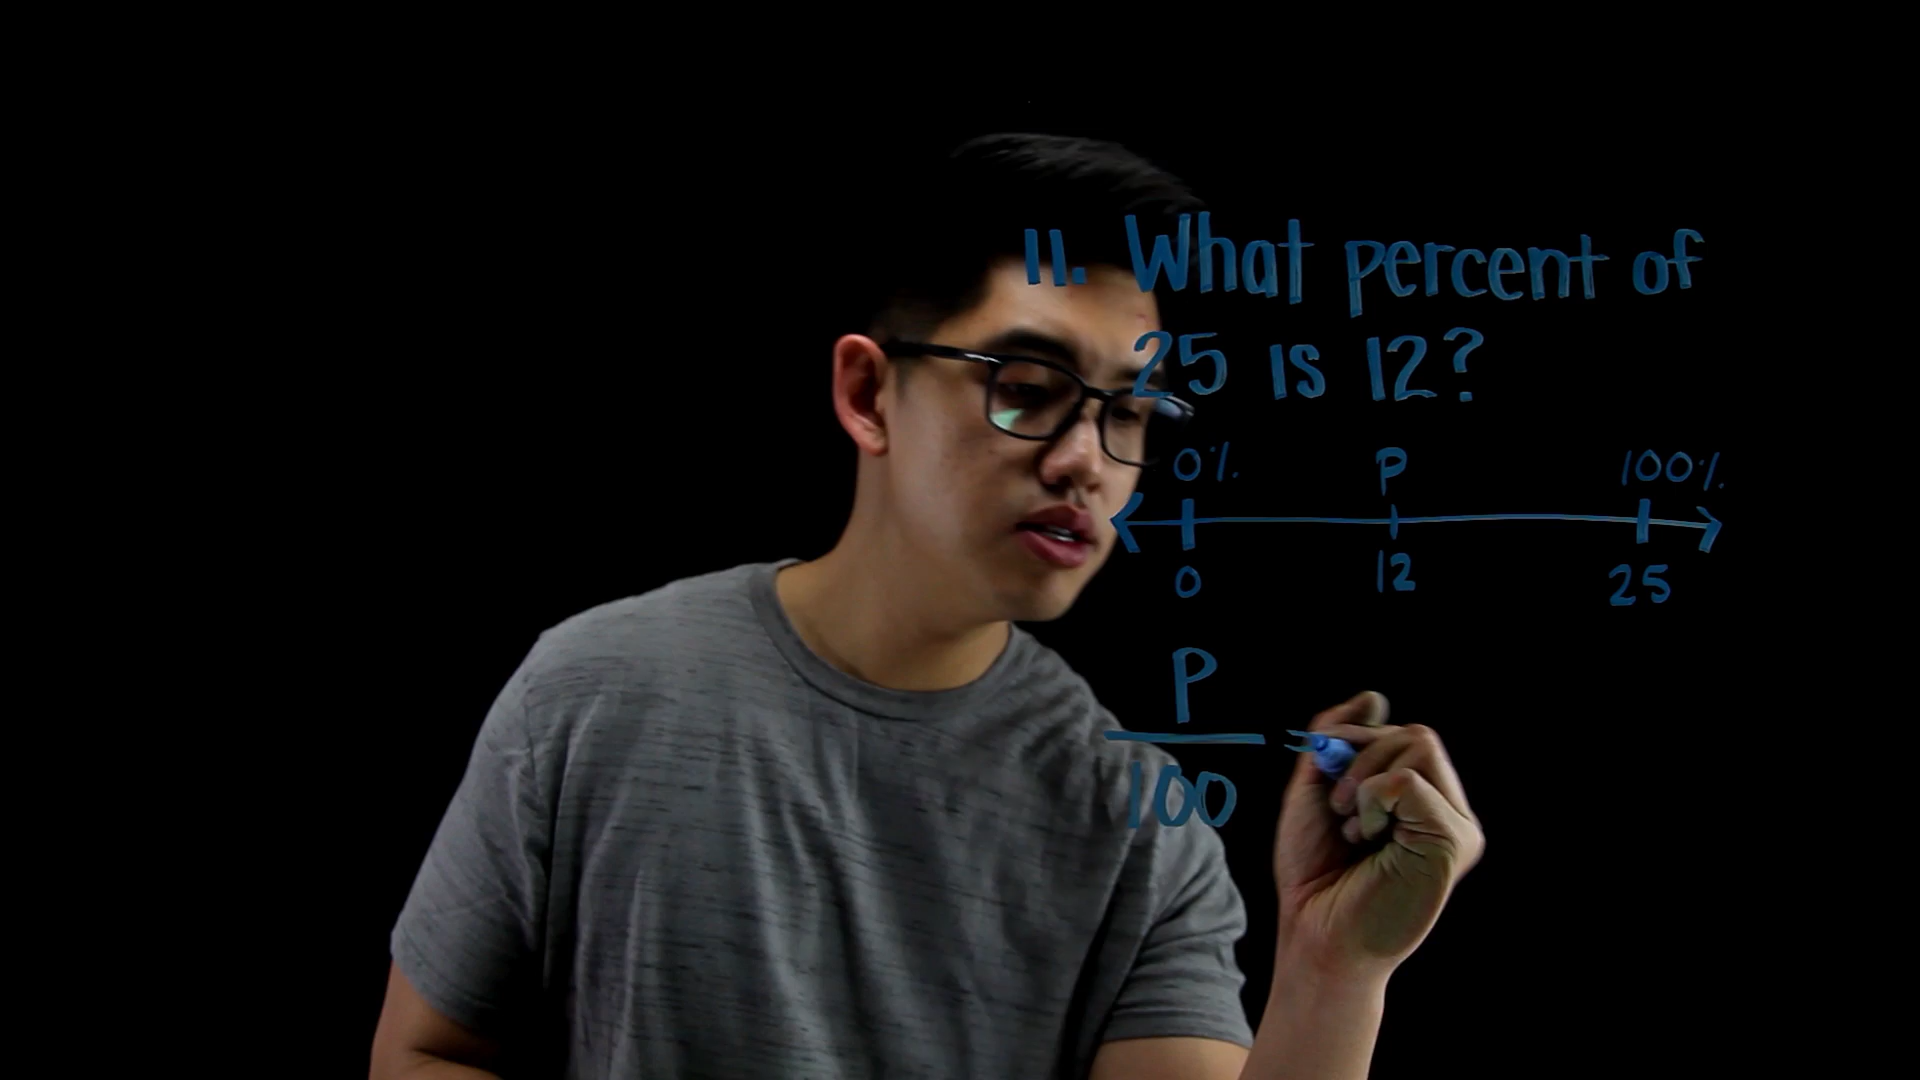 11. What percent of
25 is 12?
0% P 100%
0 12 25
P
=
100